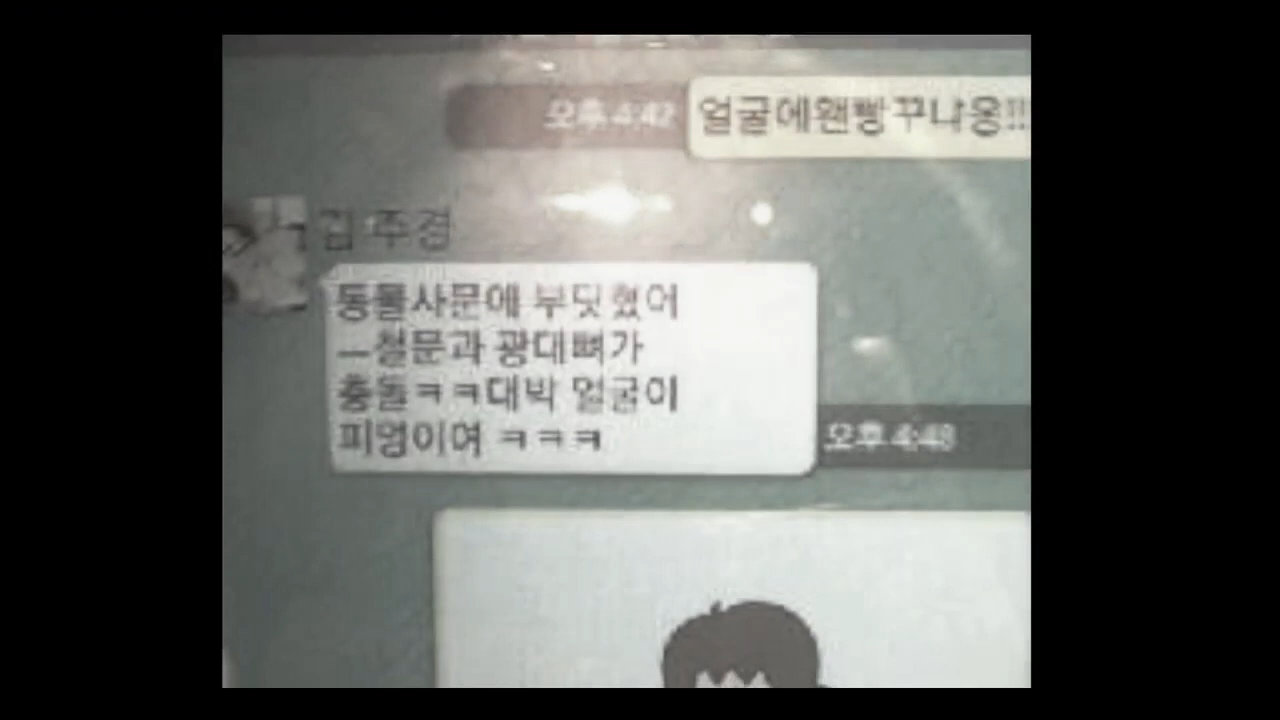 오후 4:42 얼굴에왠빵꾸냐옹!!
김주경
동물사문에 부딪혔어
ㅡ철문과 광대뼈가
충돌ㅋㅋ대박 얼굴이
피멍이여 ㅋㅋㅋ
오후 4:43